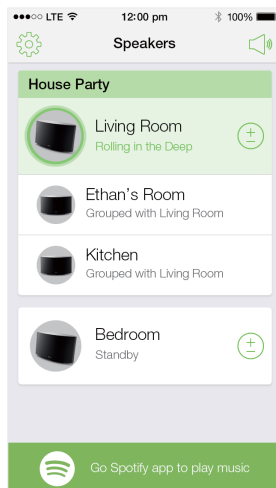 LTE 12:00 pm 100%
Speakers
House Party
Living Room
Rolling in the Deep
Ethan's Room
Grouped with Living Room
Kitchen
Grouped with Living Room
Bedroom
Standby
Go Spotify app to play music